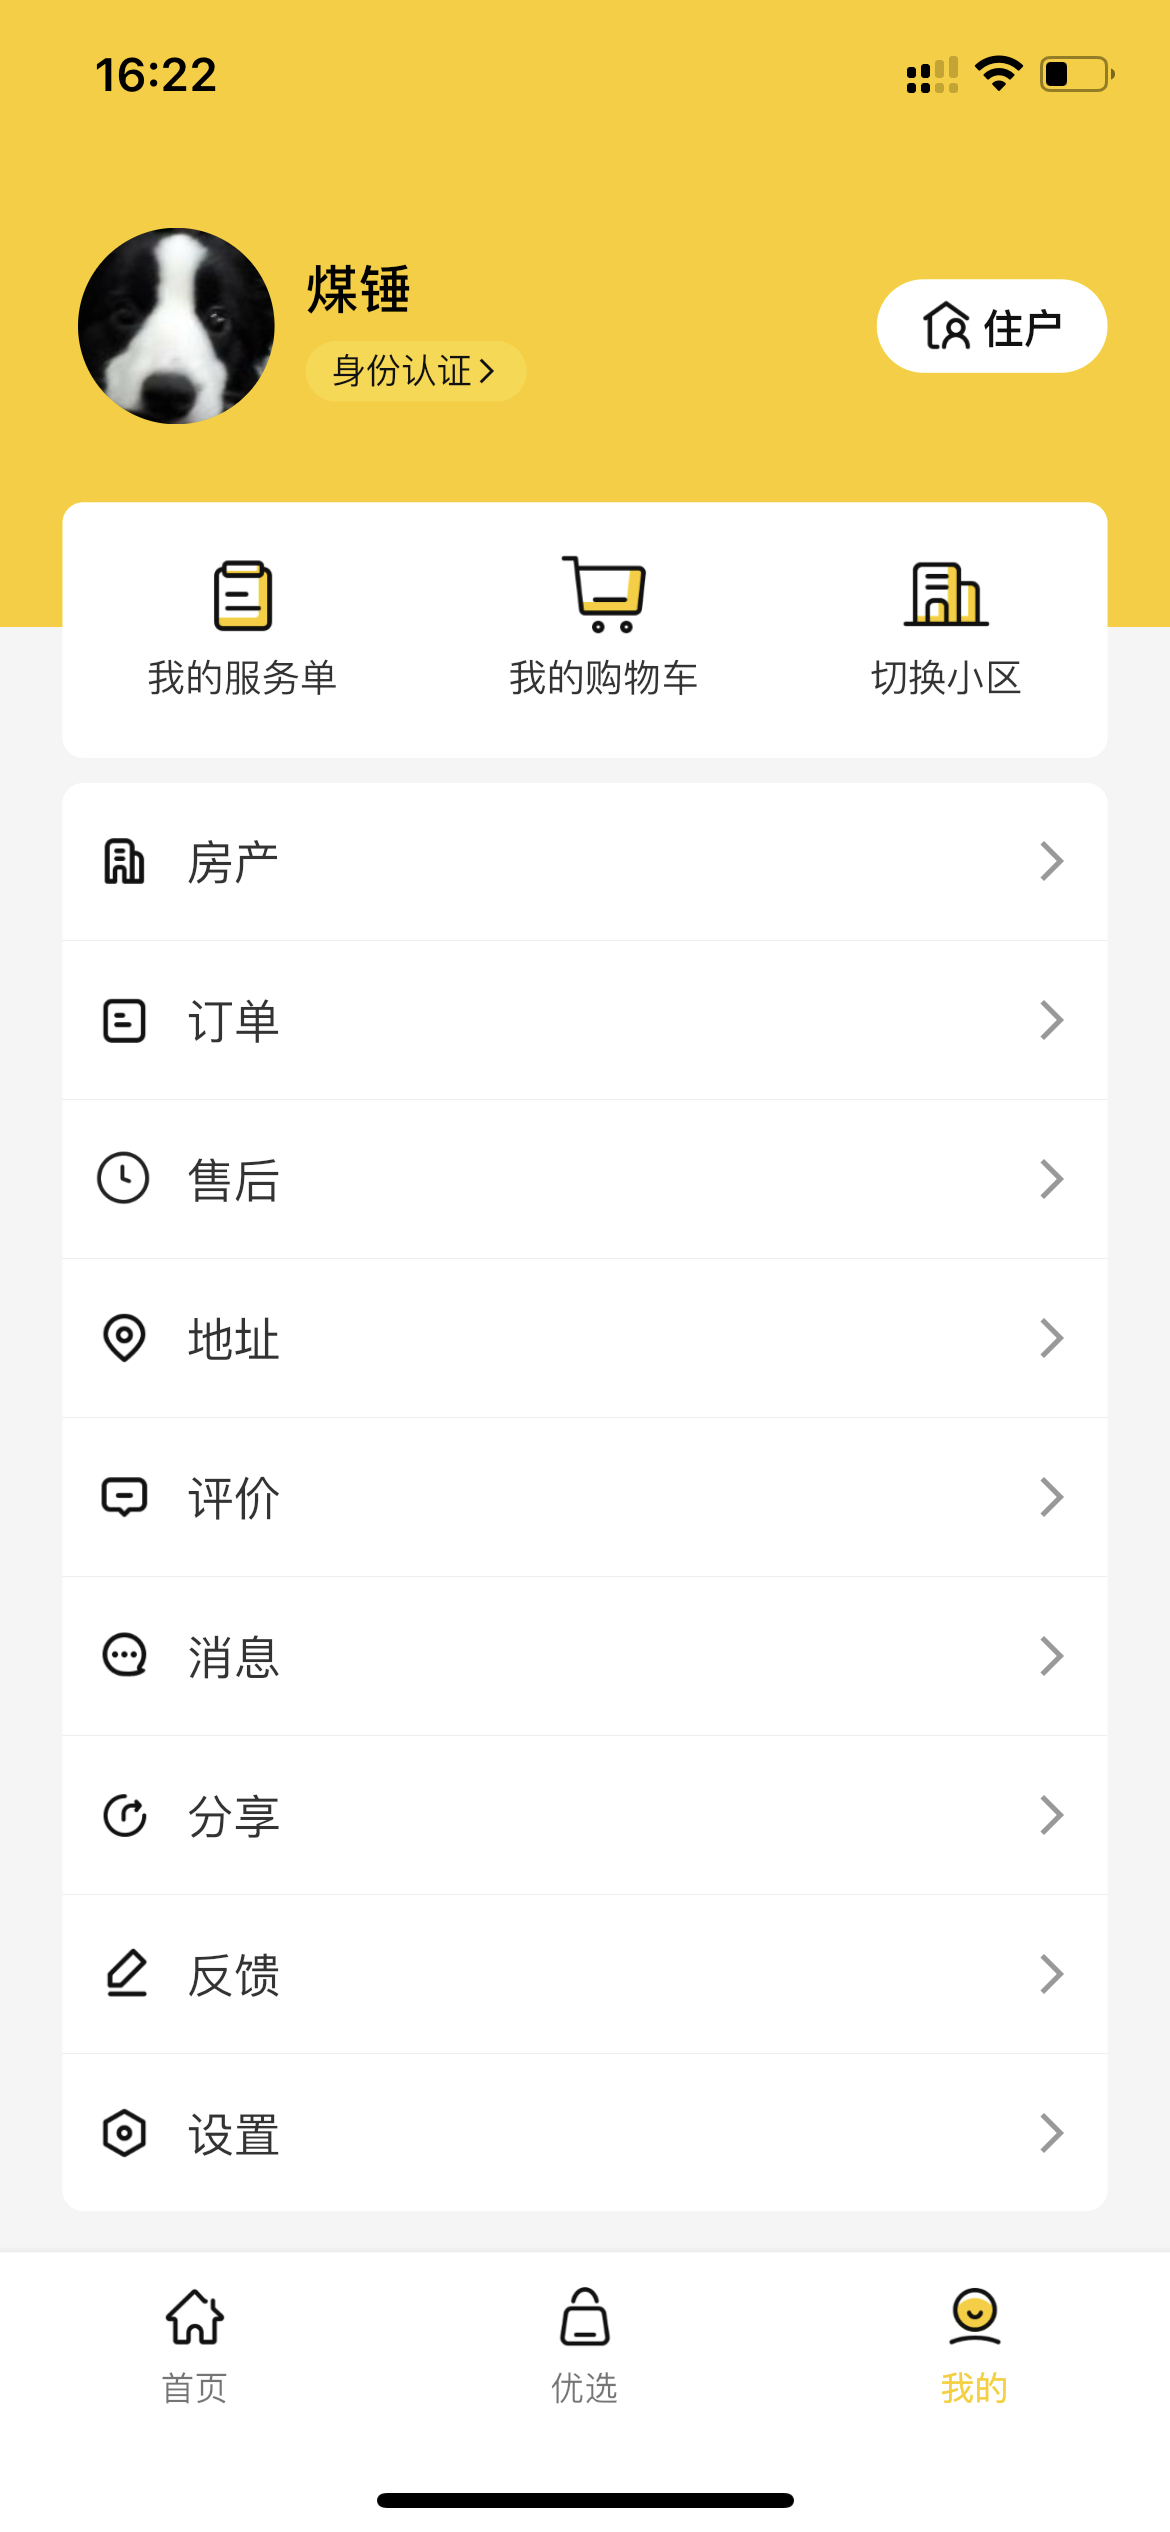 16:22
煤锤
身份认证
住户
我的服务单
我的购物车
切换小区
房产
订单
售后
地址
评价
消息
分享
反馈
设置
首页
优选
我的